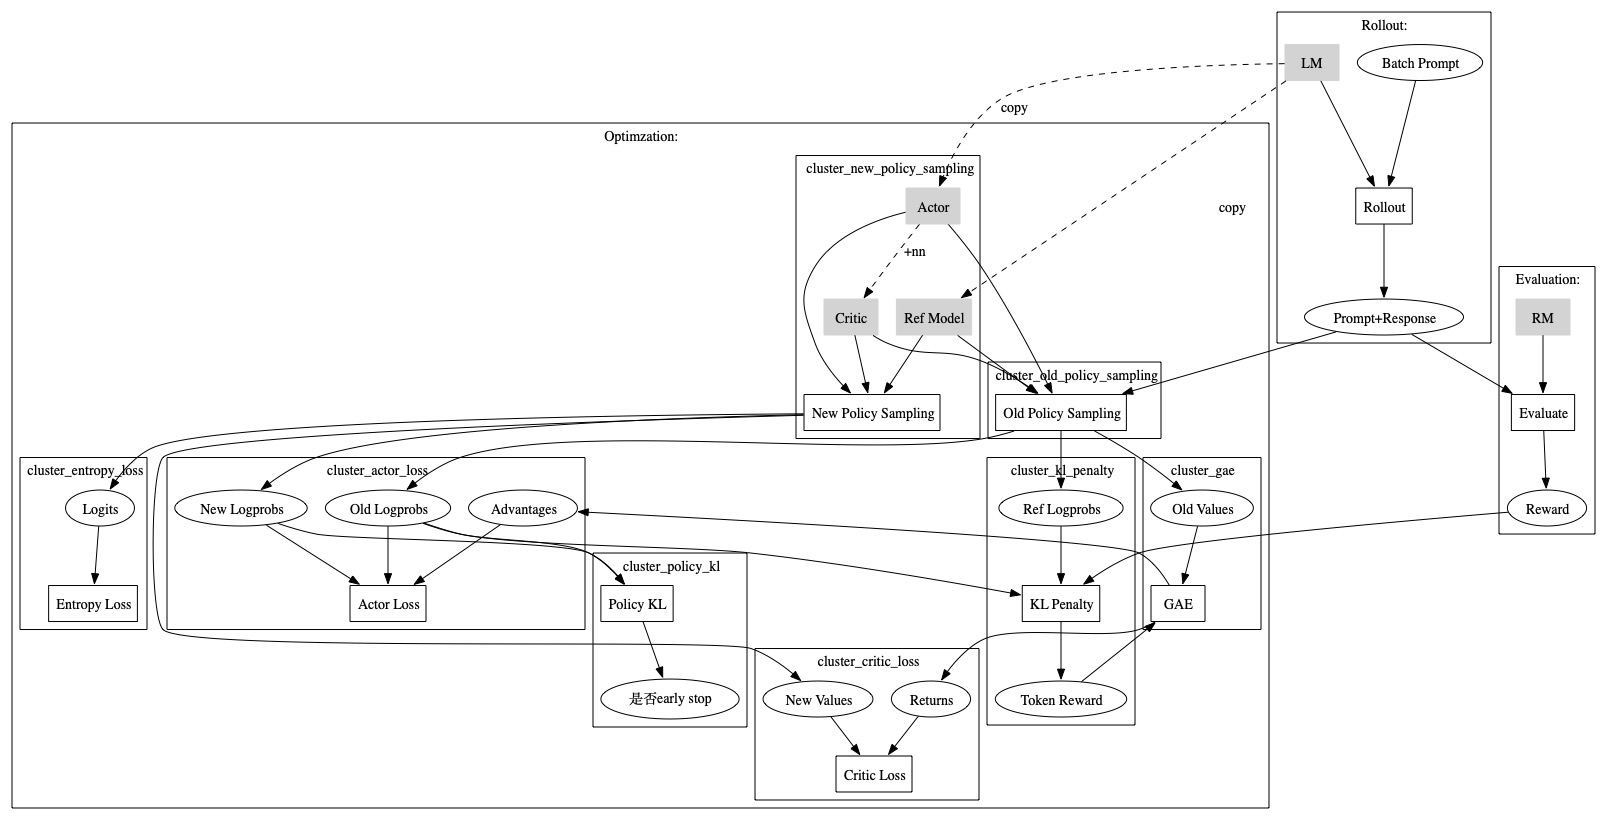 Rollout:
LM
Batch Prompt
copy
Optimzation:
cluster_new_policy_sampling
Actor
copy
Rollout
+nn
Evaluation:
Critic
Ref Model
Prompt+Response
RM
cluster_old_policy_sampling
New Policy Sampling
Old Policy Sampling
Evaluate
cluster_entropy_loss
cluster_actor_loss
cluster_kl_penalty
cluster_gae
Logits
New Logprobs
Old Logprobs
Advantages
Ref Logprobs
Old Values
Reward
cluster_policy_kl
Entropy Loss
Actor Loss
Policy KL
KL Penalty
GAE
cluster_critic_loss
是否early stop
New Values
Returns
Token Reward
Critic Loss